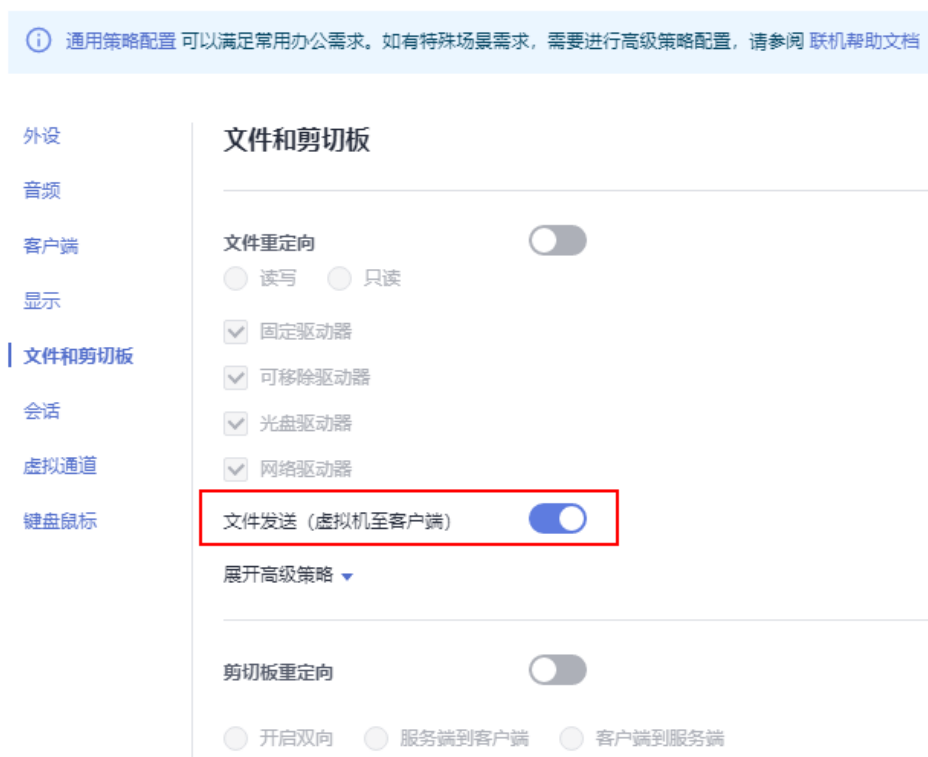 通用策略配置 可以满足常用办公需求。如有特殊场景需求，需要进行高级策略配置，请参阅 联机帮助文档
外设
音频
客户端
显示
文件和剪切板
会话
虚拟通道
键盘鼠标
文件和剪切板
文件重定向
读写 只读
固定驱动器
可移除驱动器
光盘驱动器
网络驱动器
文件发送（虚拟机至客户端）
展开高级策略
剪切板重定向
开启双向 服务端到客户端 客户端到服务端